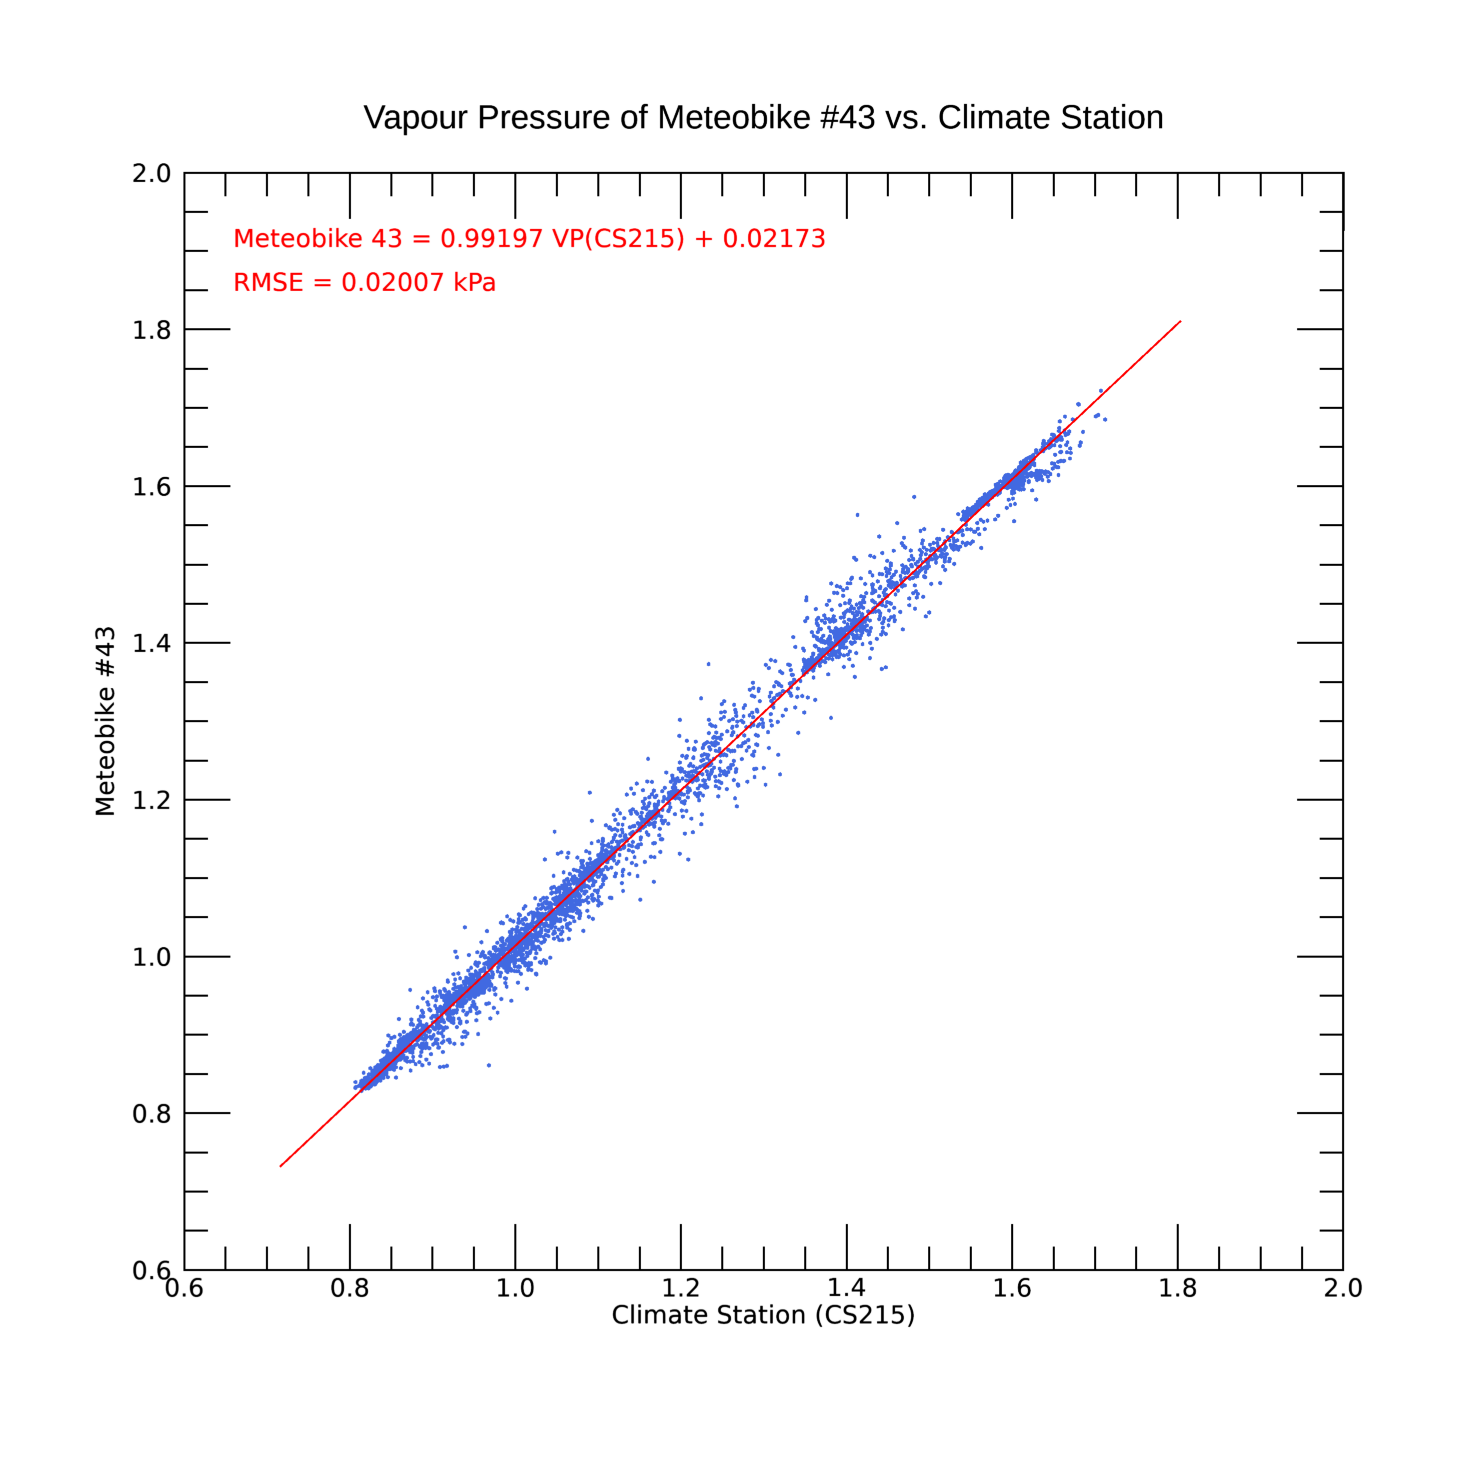 Vapour Pressure of Meteobike #43 vs. Climate Station
2.0
Meteobike 43 = 0.99197 VP(CS215) + 0.02173
RMSE = 0.02007 kPa
1.8
1.6
1.4
Meteobike #43
1.2
1.0
0.8
0.6
0.6 0.8 1.0 1.2 1.4 1.6 1.8 2.0
Climate Station (CS215)